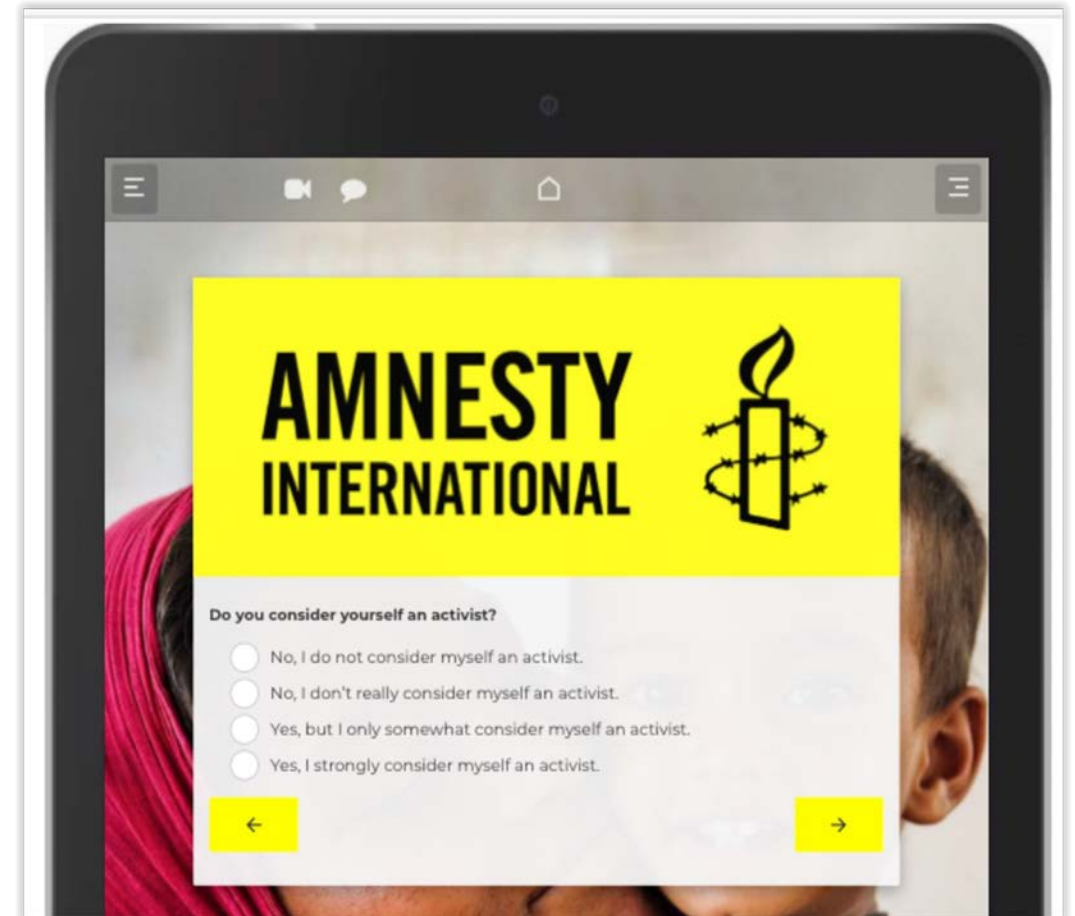 AMNESTY
INTERNATIONAL
Do you consider yourself an activist?
No, I do not consider myself an activist.
No, I don't really consider myself an activist.
Yes, but I only somewhat consider myself an activist.
Yes, I strongly consider myself an activist.